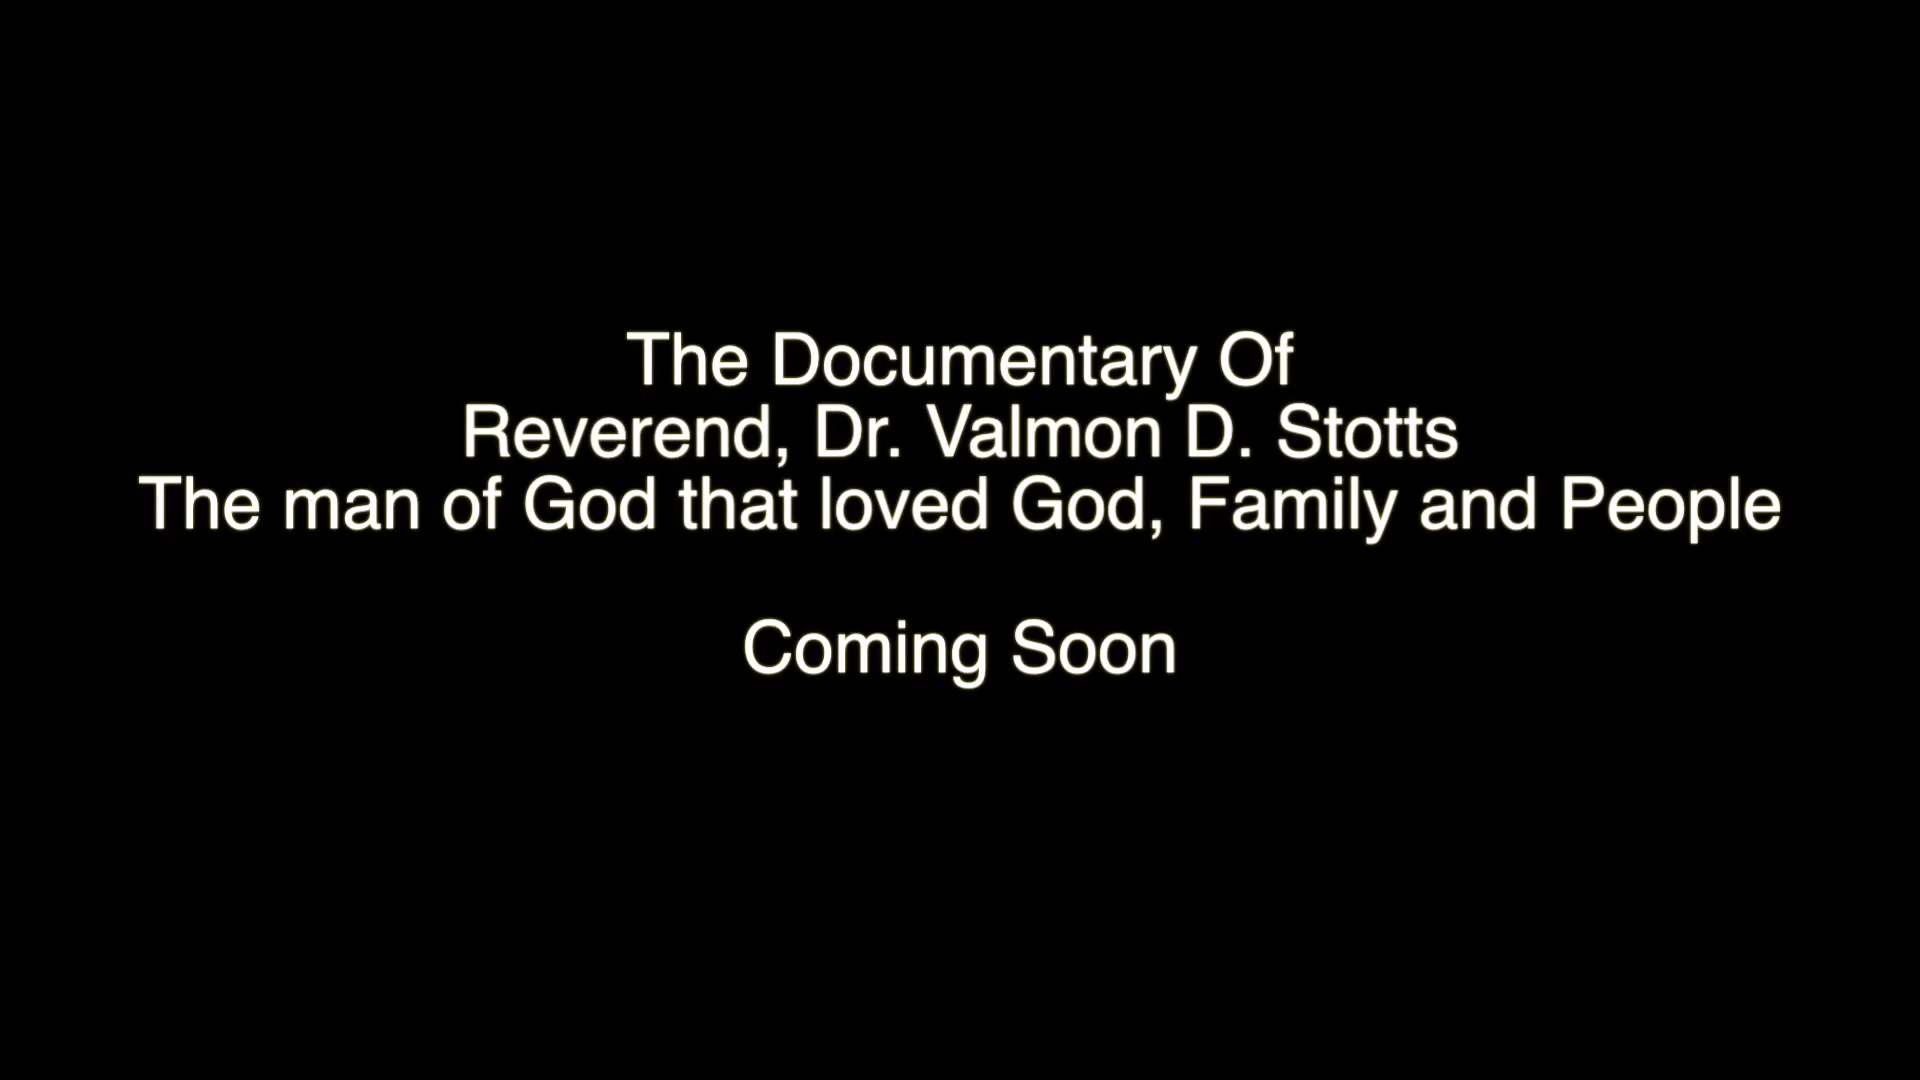 The Documentary Of
Reverend, Dr. Valmon D. Stotts
The man of God that loved God, Family and People
Coming Soon